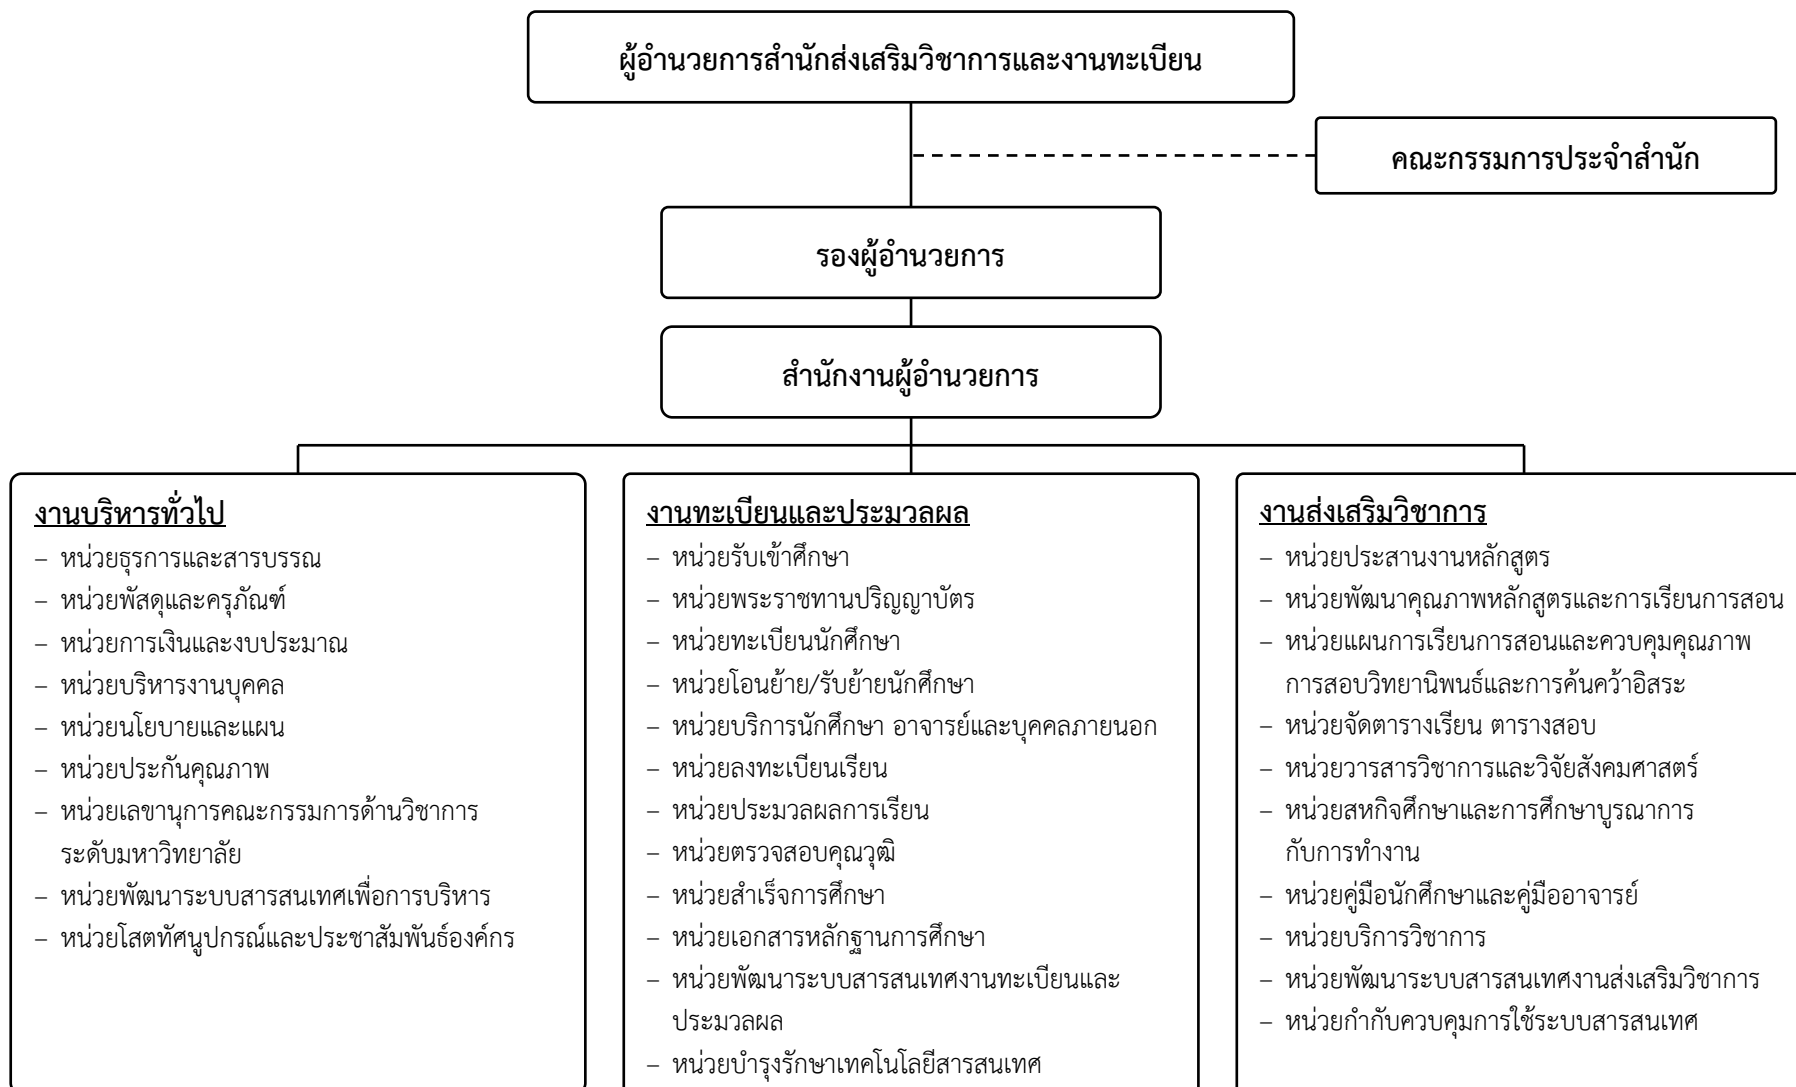 ผู้อำนวยการสำนักส่งเสริมวิชาการและงานทะเบียน
คณะกรรมการประจำสำนัก
รองผู้อำนวยการ
สำนักงานผู้อำนวยการ
งานบริหารทั่วไป
– หน่วยธุรการและสารบรรณ
– หน่วยพัสดุและครุภัณฑ์
– หน่วยการเงินและงบประมาณ
– หน่วยบริหารงานบุคคล
– หน่วยนโยบายและแผน
– หน่วยประกันคุณภาพ
– หน่วยเลขานุการคณะกรรมการด้านวิชาการ
ระดับมหาวิทยาลัย
– หน่วยพัฒนาระบบสารสนเทศเพื่อการบริหาร
– หน่วยโสตทัศนูปกรณ์และประชาสัมพันธ์องค์กร
งานทะเบียนและประมวลผล
– หน่วยรับเข้าศึกษา
– หน่วยพระราชทานปริญญาบัตร
– หน่วยทะเบียนนักศึกษา
– หน่วยโอนย้าย/รับย้ายนักศึกษา
– หน่วยบริการนักศึกษา อาจารย์และบุคคลภายนอก
– หน่วยลงทะเบียนเรียน
– หน่วยประมวลผลการเรียน
– หน่วยตรวจสอบคุณวุฒิ
– หน่วยสำเร็จการศึกษา
– หน่วยเอกสารหลักฐานการศึกษา
– หน่วยพัฒนาระบบสารสนเทศงานทะเบียนและ
ประมวลผล
– หน่วยบำรุงรักษาเทคโนโลยีสารสนเทศ
งานส่งเสริมวิชาการ
– หน่วยประสานงานหลักสูตร
– หน่วยพัฒนาคุณภาพหลักสูตรและการเรียนการสอน
– หน่วยแผนการเรียนการสอนและควบคุมคุณภาพ
การสอบวิทยานิพนธ์และการค้นคว้าอิสระ
– หน่วยจัดตารางเรียน ตารางสอบ
– หน่วยวารสารวิชาการและวิจัยสังคมศาสตร์
– หน่วยสหกิจศึกษาและการศึกษาบูรณาการ
กับการทำงาน
– หน่วยคู่มือนักศึกษาและคู่มืออาจารย์
– หน่วยบริการวิชาการ
– หน่วยพัฒนาระบบสารสนเทศงานส่งเสริมวิชาการ
– หน่วยกำกับควบคุมการใช้ระบบสารสนเทศ